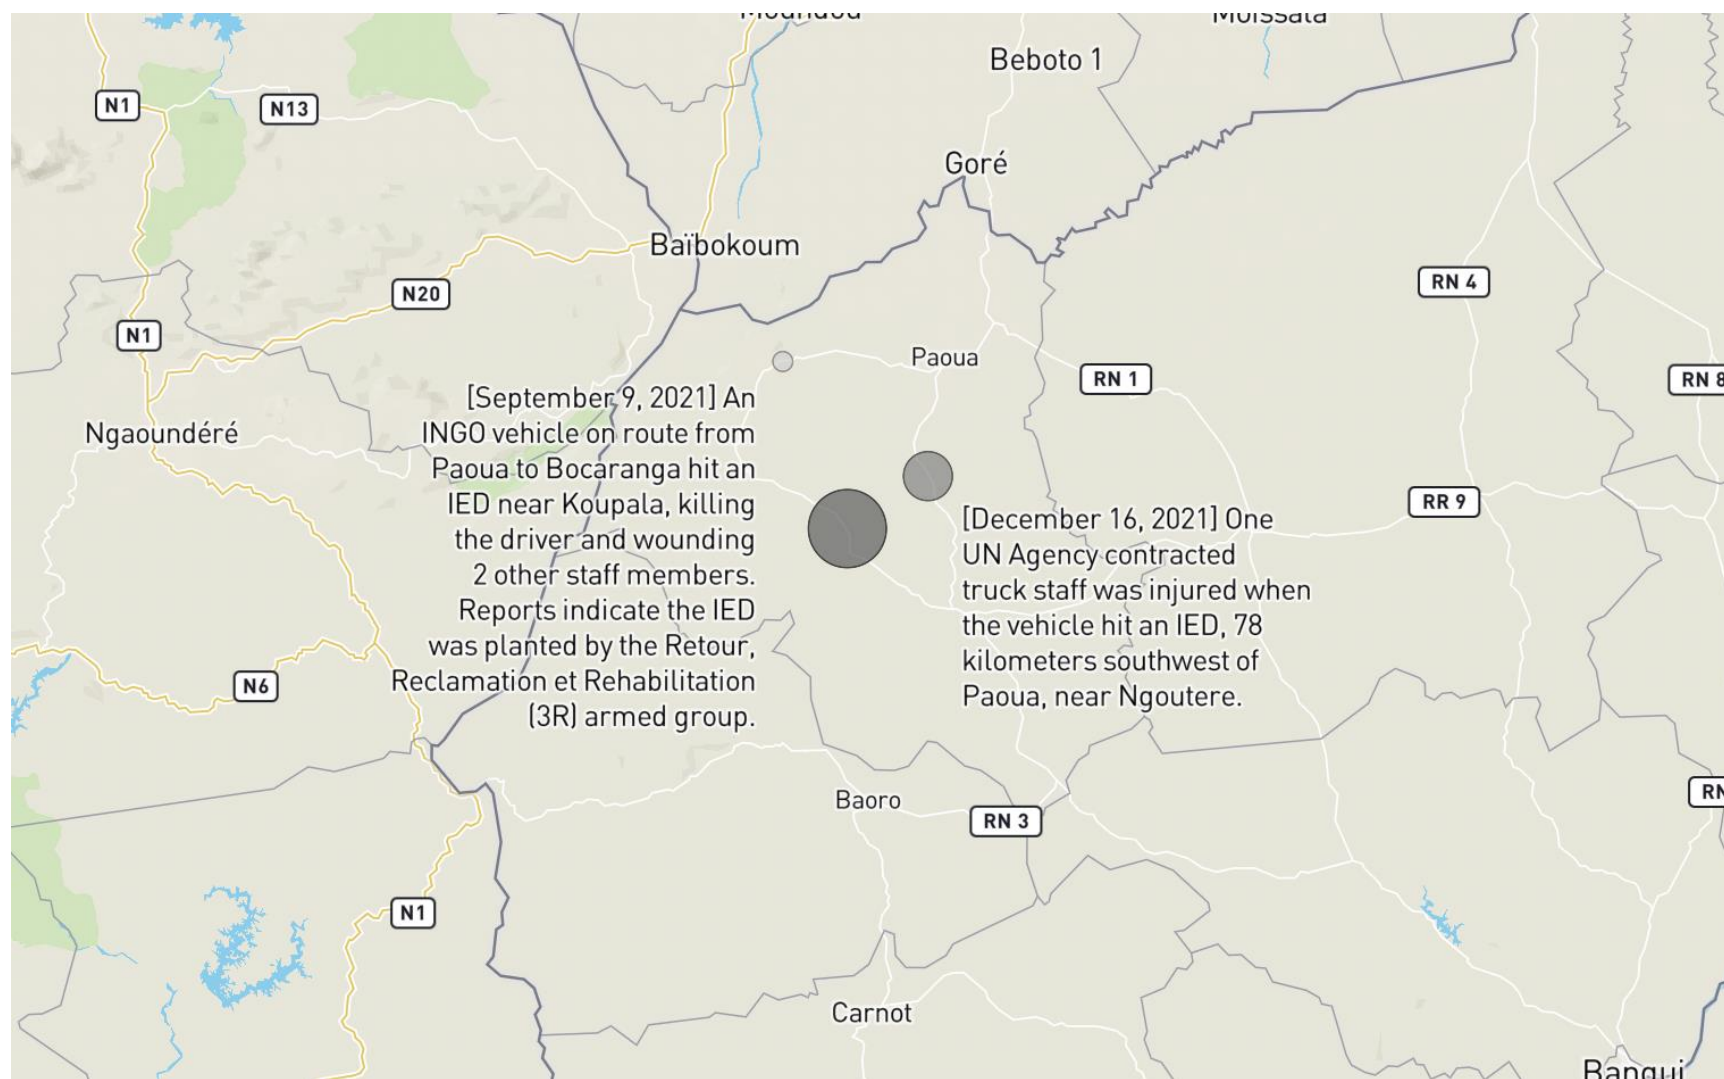 Moundou
Moïssala
Beboto 1
N1
N13
Goré
Baïbokoum
RN 4
N20
N1
Paoua
RN 1
RN 8
[September 9, 2021] An
INGO vehicle on route from
Paoua to Bocaranga hit an
IED near Koupala, killing
the driver and wounding
2 other staff members.
Reports indicate the IED
was planted by the Retour,
Reclamation et Rehabilitation
(3R) armed group.
Ngaoundéré
RR 9
[December 16, 2021] One
UN Agency contracted
truck staff was injured when
the vehicle hit an IED, 78
kilometers southwest of
Paoua, near Ngoutere.
N6
Baoro
RN 3
RN
N1
Carnot
Bangui